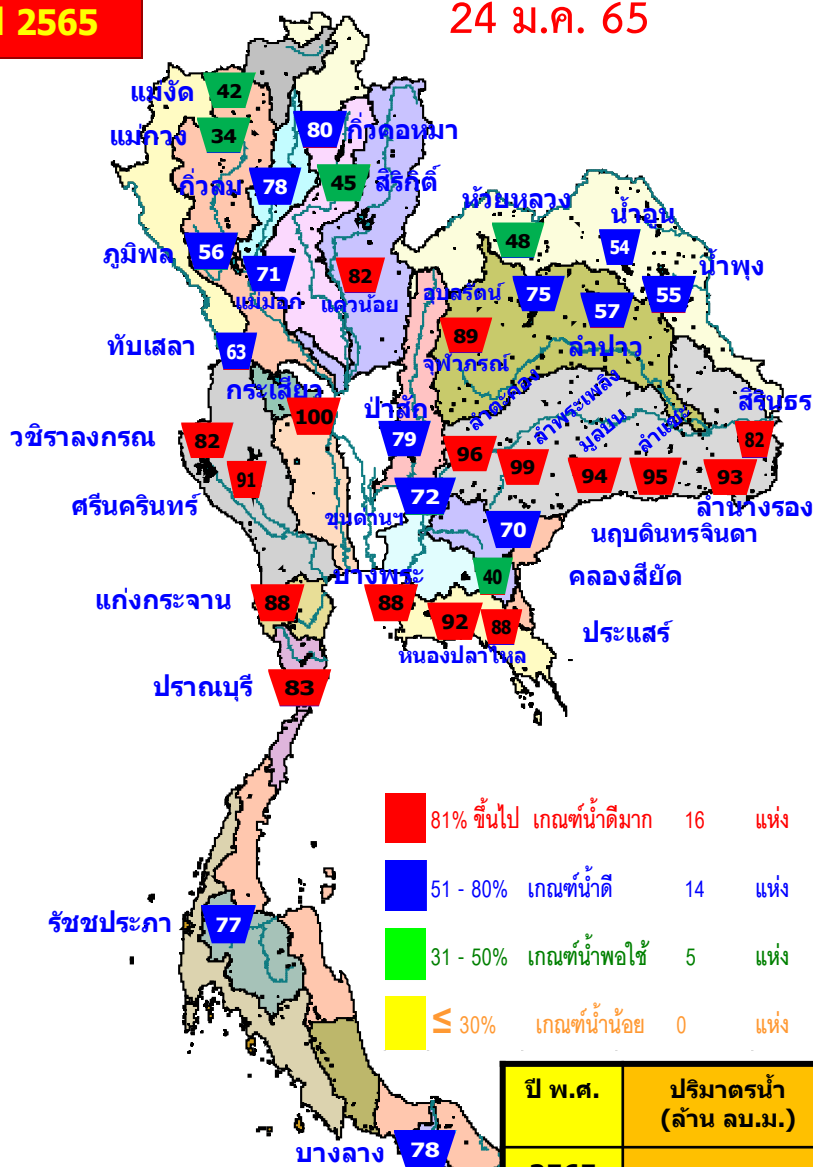 2565
24 ม.ค. 65
แม่งัด 42
แม่กวง 34
80 กิ่วคอหมา
กิ่วลม 78
45 สิริกิติ์
ห้วยหลวง
48
น้ำอูน
54
ภูมิพล 56
71
แม่มอก
82
แควน้อย
อุบลรัตน์
75
57
น้ำพุง
55
ทับเสลา 63
89
จุฬาภรณ์
ลำปาว
กระเสียว
100
ป่าสัก
79
ลำตะคอง
ลำพระเพลิง
มูลบน
ลำแชะ
สิรินธร
82
วชิราลงกรณ 82
96
99
94
95
93
91
ศรีนครินทร์
72
ลำนางรอง
ขุนด่านฯ
70
นฤบดินทรจินดา
บางพระ
40
คลองสียัด
แก่งกระจาน 88
88
92
88
ประแสร์
หนองปลาไหล
ปราณบุรี 83
81% ขึ้นไป เกณฑ์น้ำดีมาก 16 แห่ง
51 - 80% เกณฑ์น้ำดี 14 แห่ง
รัชชประภา 77
31 - 50% เกณฑ์น้ำพอใช้ 5 แห่ง
≤ 30% เกณฑ์น้ำน้อย 0 แห่ง
ปี พ.ศ. ปริมาตรน้ำ
(ล้าน ลบ.ม.)
บางลาง 78